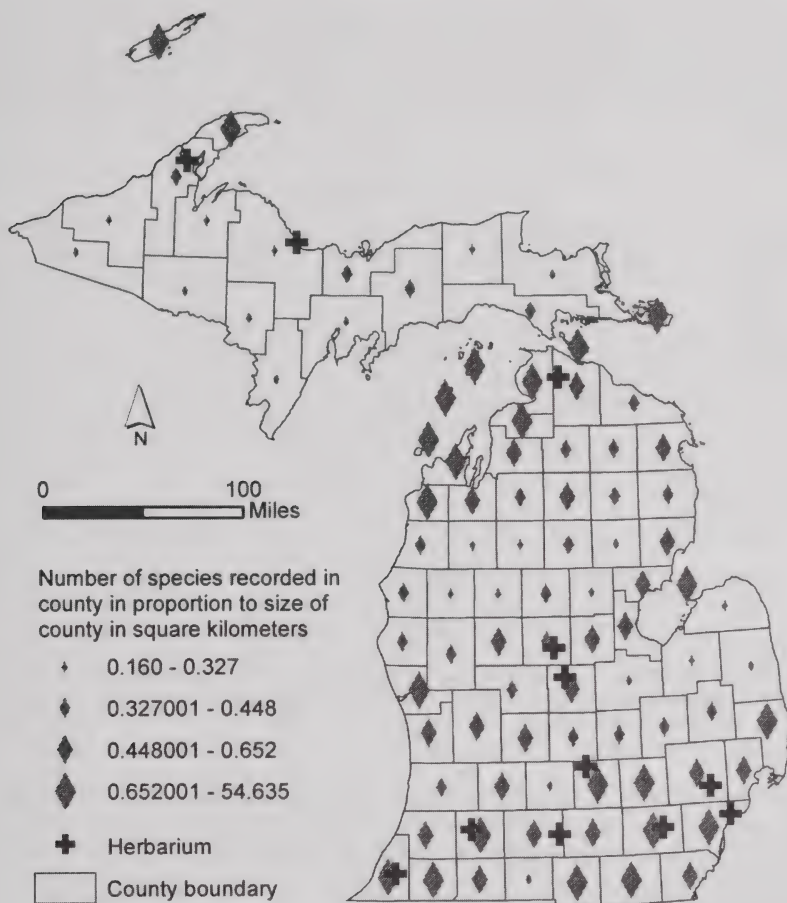 N
0 100
Miles
Number of species recorded in
county in proportion to size of
county in square kilometers
0.160 - 0.327
0.327001 - 0.448
0.448001 - 0.652
0.652001 - 54.635
Herbarium
County boundary